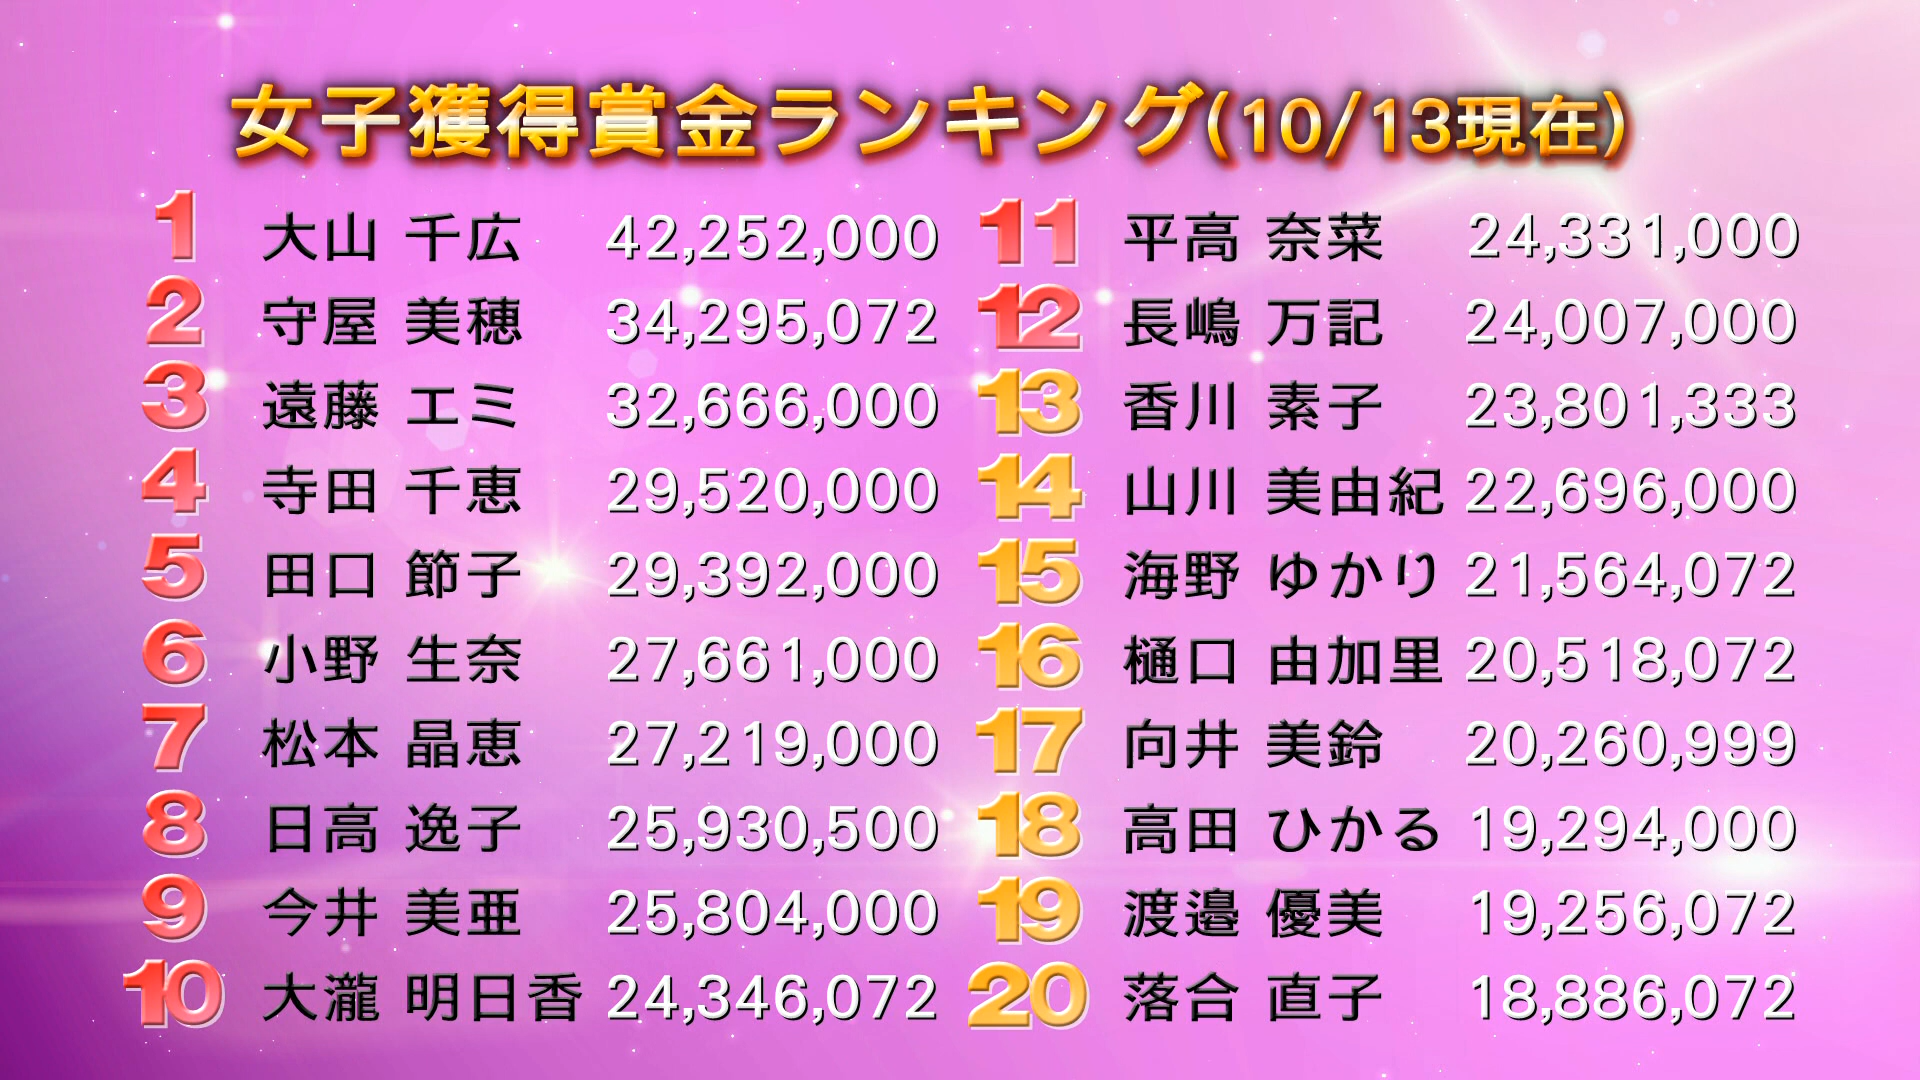 女子獲得賞金ランキング(10/13現在)
1 大山 千広 42,252,000
2 守屋 美穂 34,295,072
3 遠藤 エミ 32,666,000
4 寺田 千恵 29,520,000
5 田口 節子 29,392,000
6 小野 生奈 27,661,000
7 松本 晶恵 27,219,000
8 日高 逸子 25,930,500
9 今井 美亜 25,804,000
10 大瀧 明日香 24,346,072
11 平高 奈菜 24,331,000
12 長嶋 万記 24,007,000
13 香川 素子 23,801,333
14 山川 美由紀 22,696,000
15 海野 ゆかり 21,564,072
16 樋口 由加里 20,518,072
17 向井 美鈴 20,260,999
18 高田 ひかる 19,294,000
19 渡邉 優美 19,256,072
20 落合 直子 18,886,072